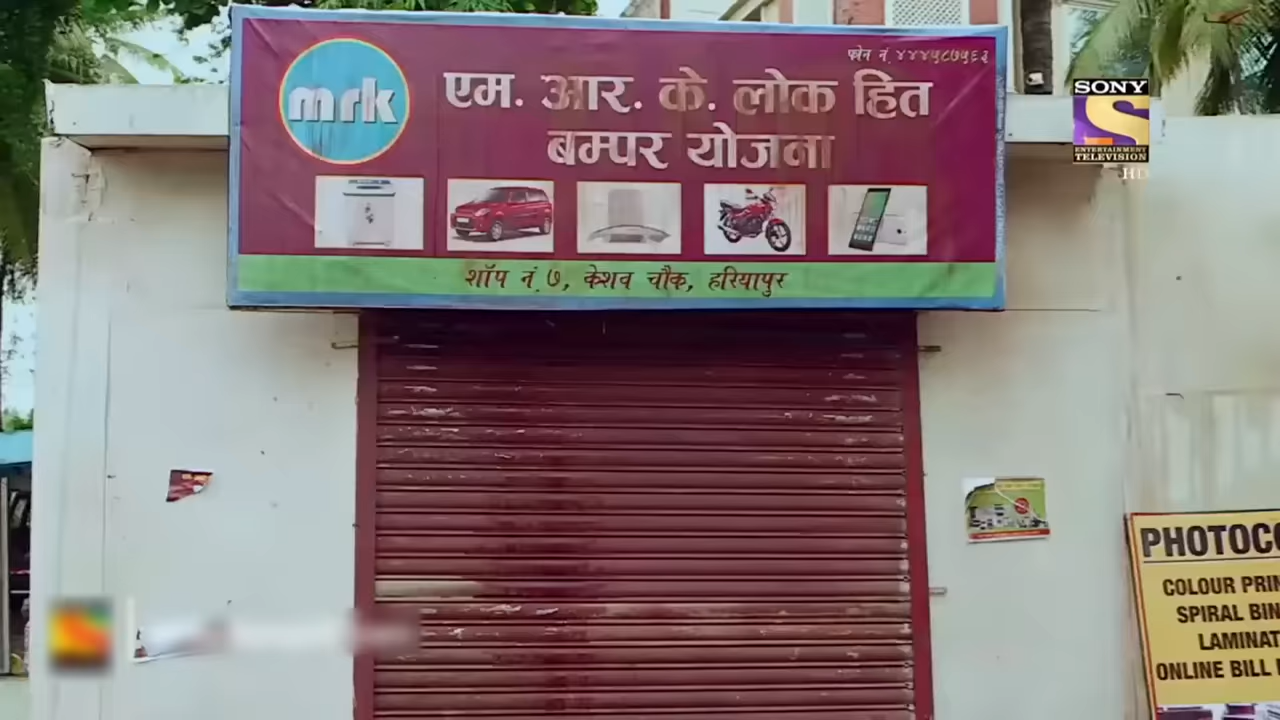 फोन नं. ४४४५८७५६३
mrk
एम. आर. के. लोक हित
बम्पर योजना
शॉप नं. ७, केशव चौक, हरियापुर
SONY
ENTERTAINMENT
TELEVISION
HD
PHOTOCO
COLOUR PRIN
SPIRAL BIN
LAMINAT
ONLINE BILL